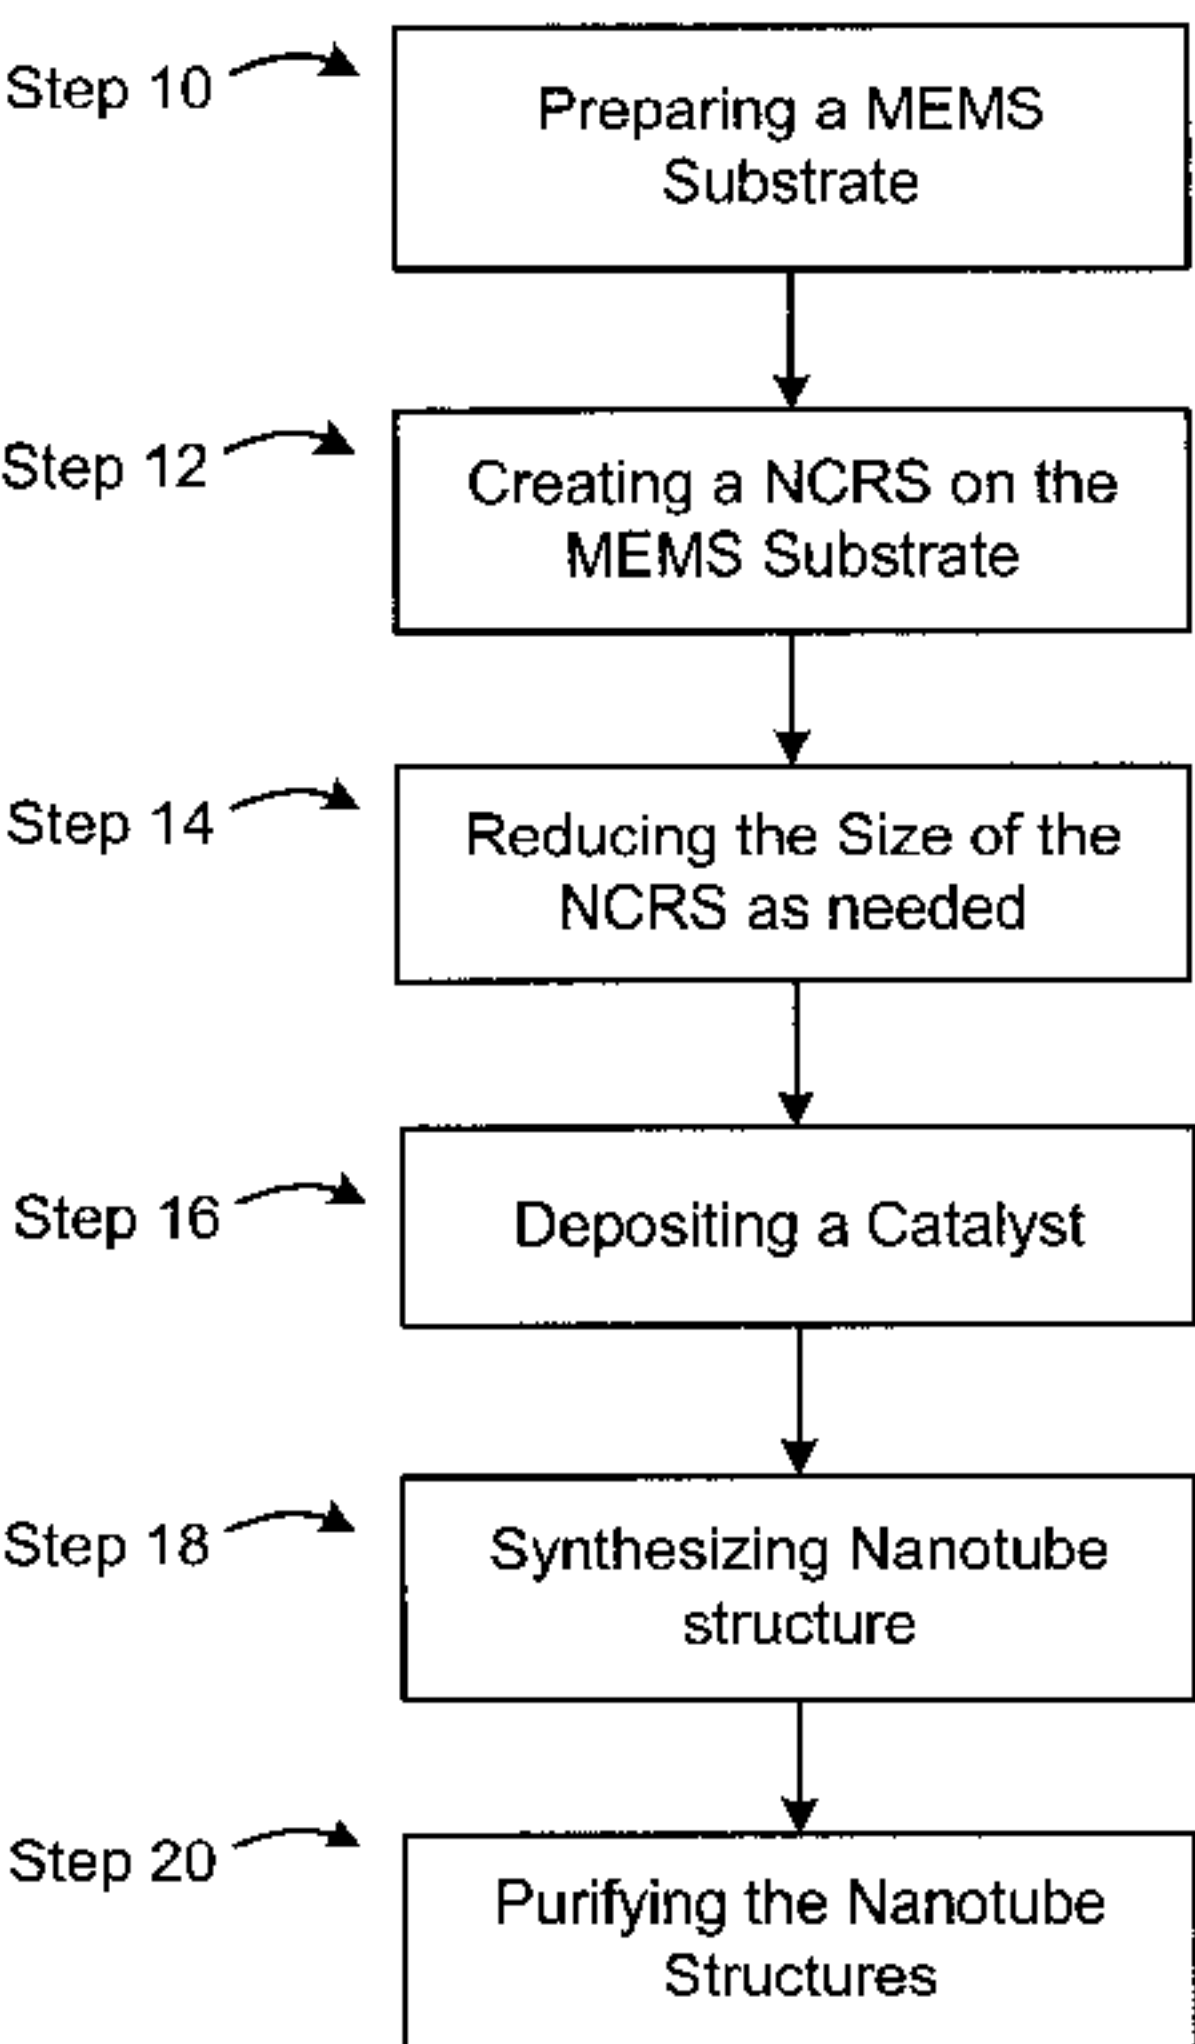 Step 10
Preparing a MEMS
Substrate
Step 12
Creating a NCRS on the
MEMS Substrate
Step 14
Reducing the Size of the
NCRS as needed
Step 16
Depositing a Catalyst
Step 18
Synthesizing Nanotube
structure
Step 20
Purifying the Nanotube
Structures